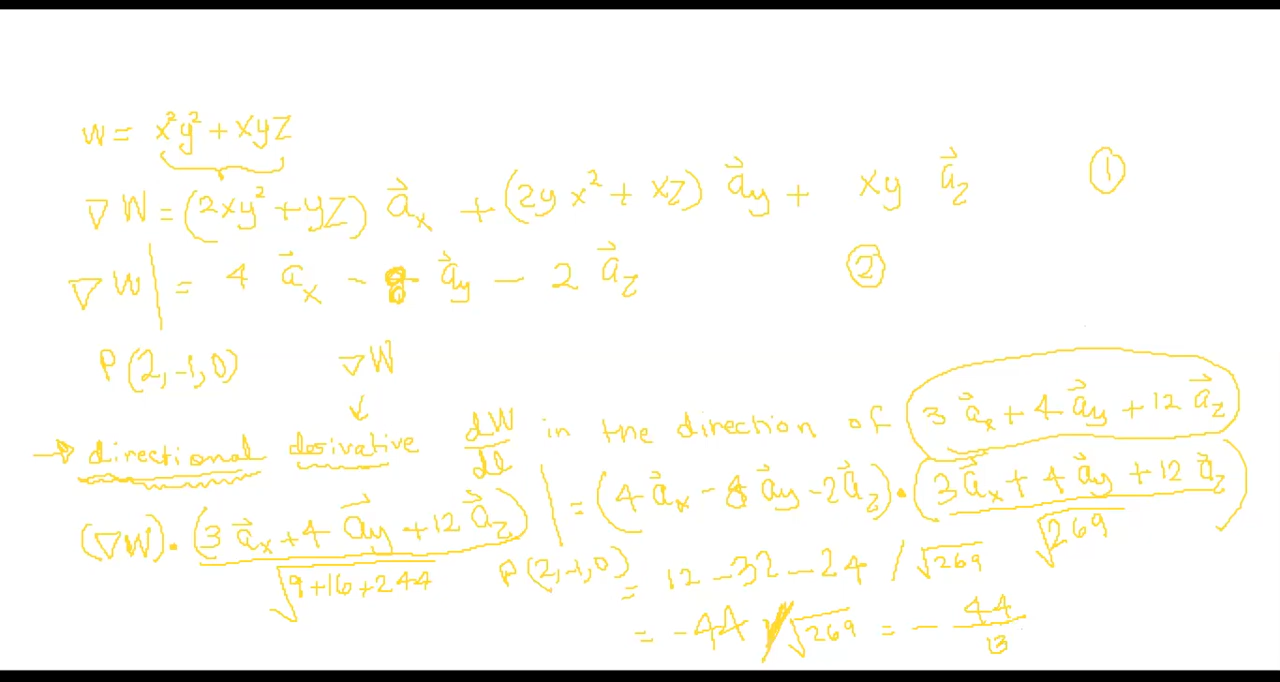 W = x²y² + xyz
∇W = (2xy² + yz) a⃗x + (2yx² + xz) a⃗y + xy a⃗z ①
∇W| = 4 a⃗x - 8 a⃗y - 2 a⃗z ②
P(2,-1,0) ∇W
↓
→ directional derivative dW/dl in the direction of (3 a⃗x + 4 a⃗y + 12 a⃗z)
(∇W) • (3 a⃗x + 4 a⃗y + 12 a⃗z)/√(9+16+244) |P(2,-1,0) = (4 a⃗x - 8 a⃗y - 2 a⃗z) • (3 a⃗x + 4 a⃗y + 12 a⃗z)/√269
= 12 - 32 - 24 / √269
= -44 / √269 = - 44/13